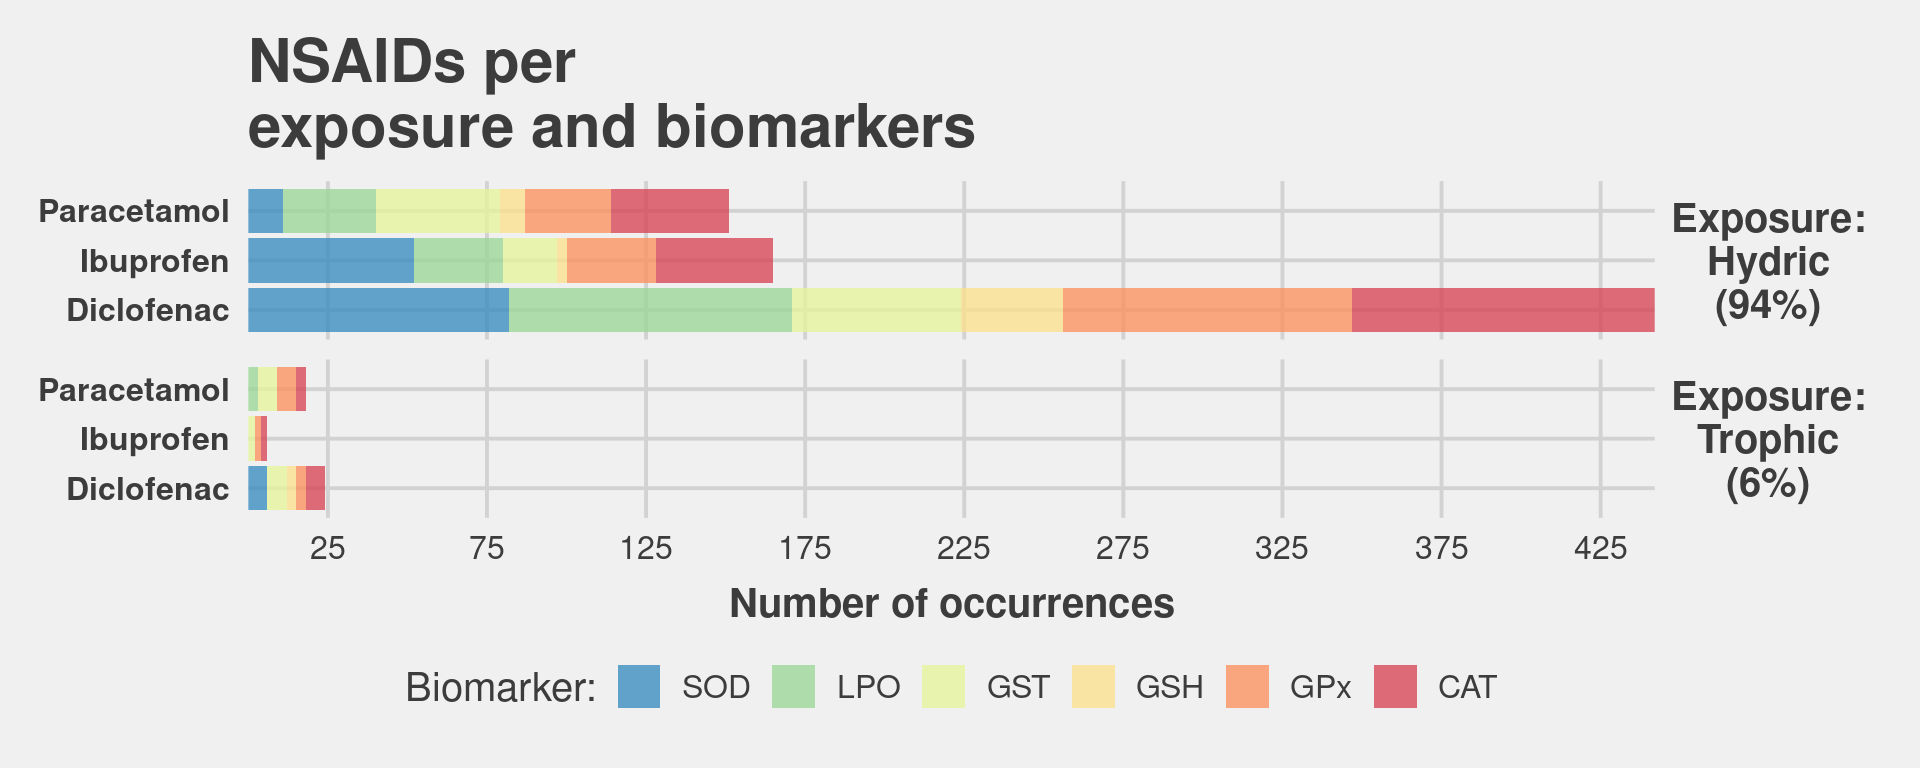 NSAIDs per
exposure and biomarkers
Paracetamol
Ibuprofen
Diclofenac
Exposure:
Hydric
(94%)
Paracetamol
Ibuprofen
Diclofenac
Exposure:
Trophic
(6%)
25 75 125 175 225 275 325 375 425
Number of occurrences
Biomarker: SOD LPO GST GSH GPx CAT